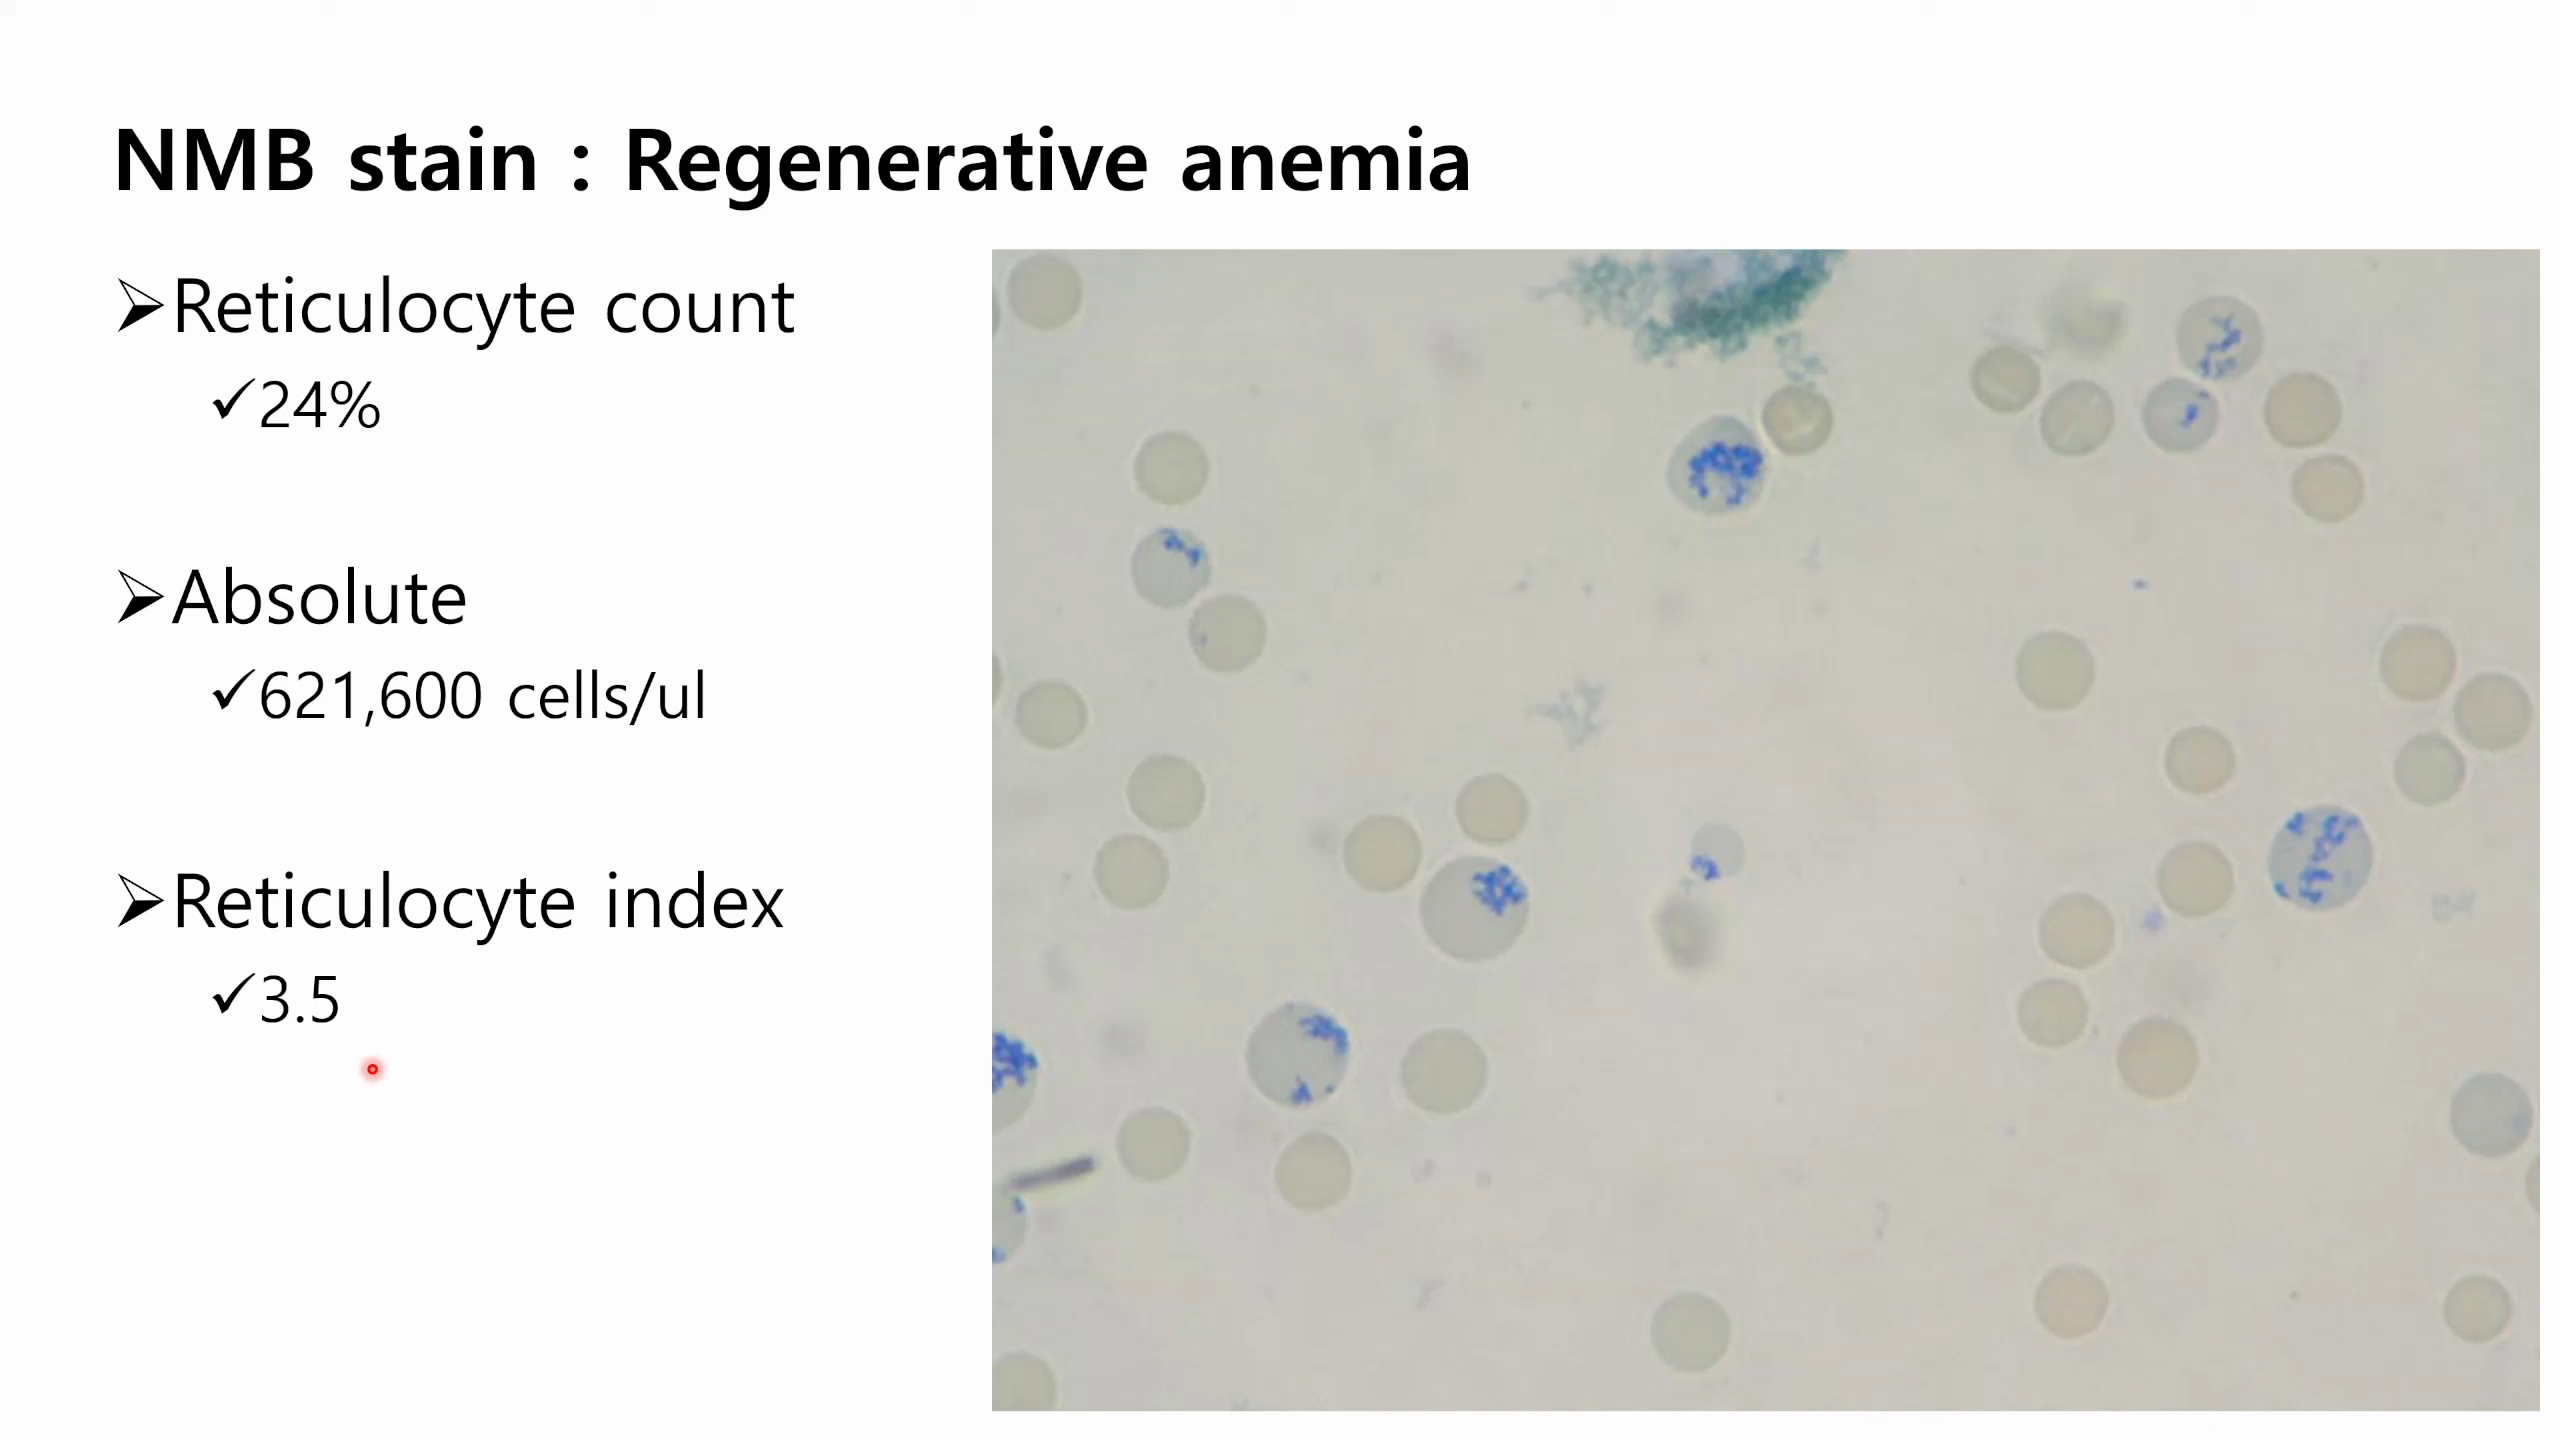 NMB stain : Regenerative anemia
➢Reticulocyte count
✓24%
➢Absolute
✓621,600 cells/ul
➢Reticulocyte index
✓3.5